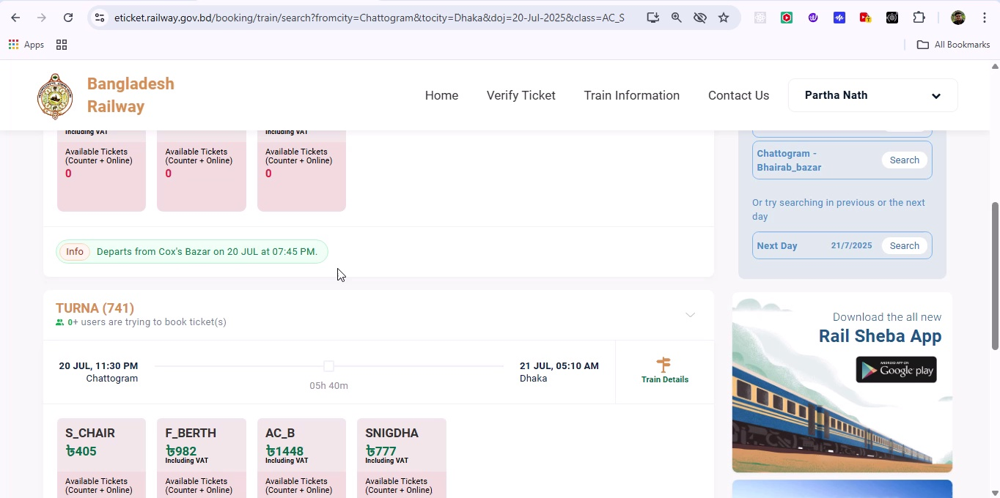 eticket.railway.gov.bd/booking/train/search?fromcity=Chattogram&tocity=Dhaka&doj=20-Jul-2025&class=AC_S
Apps
All Bookmarks
Bangladesh
Railway
Home
Verify Ticket
Train Information
Contact Us
Partha Nath
Including VAT
Including VAT
Including VAT
Available Tickets
(Counter + Online)
0
Available Tickets
(Counter + Online)
0
Available Tickets
(Counter + Online)
0
Info
Departs from Cox's Bazar on 20 JUL at 07:45 PM.
TURNA (741)
0+ users are trying to book ticket(s)
20 JUL, 11:30 PM
Chattogram
05h 40m
21 JUL, 05:10 AM
Dhaka
Train Details
S_CHAIR
৳405
Available Tickets
(Counter + Online)
F_BERTH
৳982
Including VAT
Available Tickets
(Counter + Online)
AC_B
৳1448
Including VAT
Available Tickets
(Counter + Online)
SNIGDHA
৳777
Including VAT
Available Tickets
(Counter + Online)
Chattogram -
Bhairab_bazar
Search
Or try searching in previous or the next
day
Next Day
21/7/2025
Search
Download the all new
Rail Sheba App
ANDROID APP ON
Google play